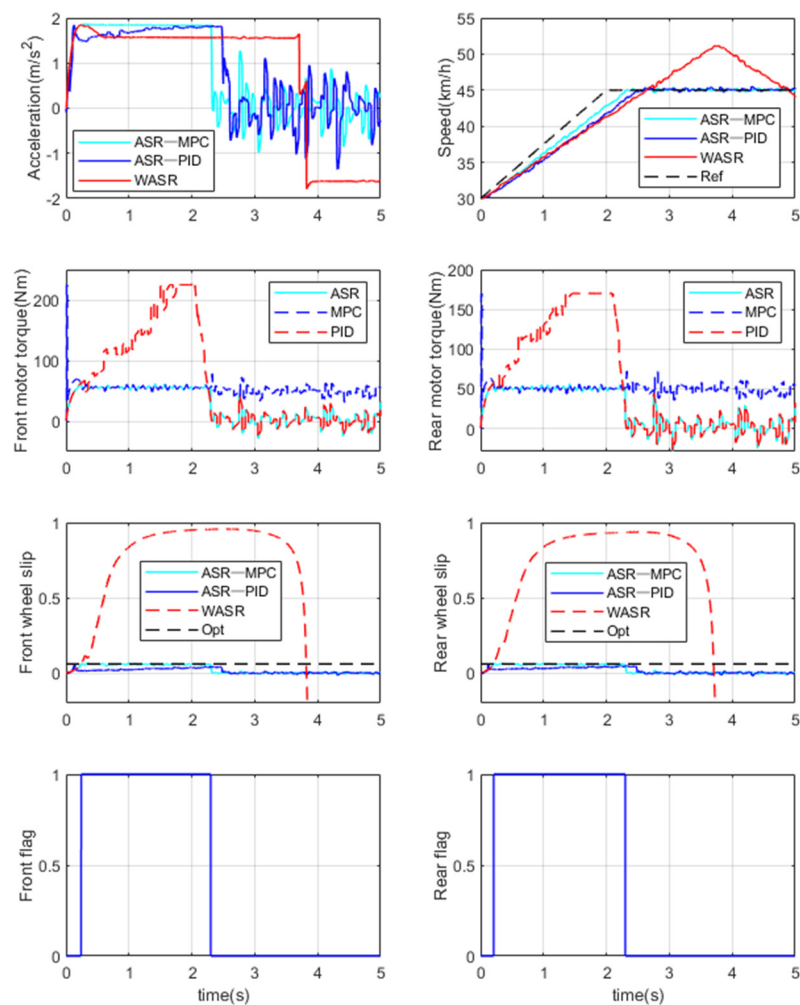 Acceleration(m/s²)
2
1
0
-1
-2
ASR—MPC
ASR—PID
WASR
0 1 2 3 4 5
Speed(km/h)
55
50
45
40
35
30
ASR—MPC
ASR—PID
WASR
Ref
0 1 2 3 4 5
Front motor torque(Nm)
200
100
0
ASR
MPC
PID
0 1 2 3 4 5
Rear motor torque(Nm)
200
150
100
50
0
ASR
MPC
PID
0 1 2 3 4 5
Front wheel slip
1
0.5
0
ASR—MPC
ASR—PID
WASR
Opt
0 1 2 3 4 5
Rear wheel slip
1
0.5
0
ASR—MPC
ASR—PID
WASR
Opt
0 1 2 3 4 5
Front flag
1
0.5
0
0 1 2 3 4 5
time(s)
Rear flag
1
0.5
0
0 1 2 3 4 5
time(s)